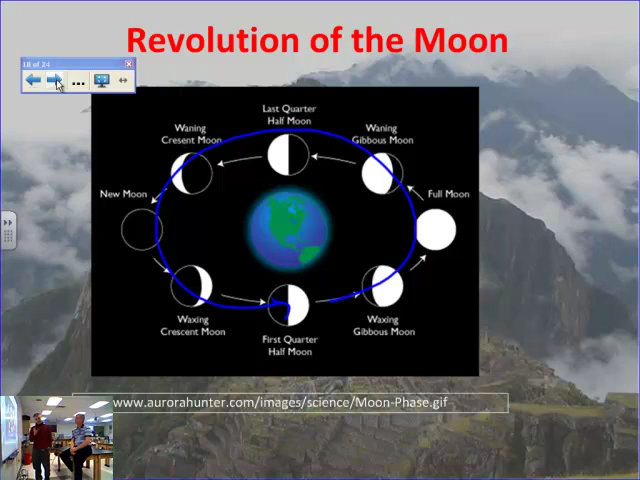 Revolution of the Moon
18 of 24
Last Quarter
Half Moon
Waning
Cresent Moon
Waning
Gibbous Moon
New Moon
Full Moon
Waxing
Crescent Moon
First Quarter
Half Moon
Waxing
Gibbous Moon
www.aurorahunter.com/images/science/Moon-Phase.gif